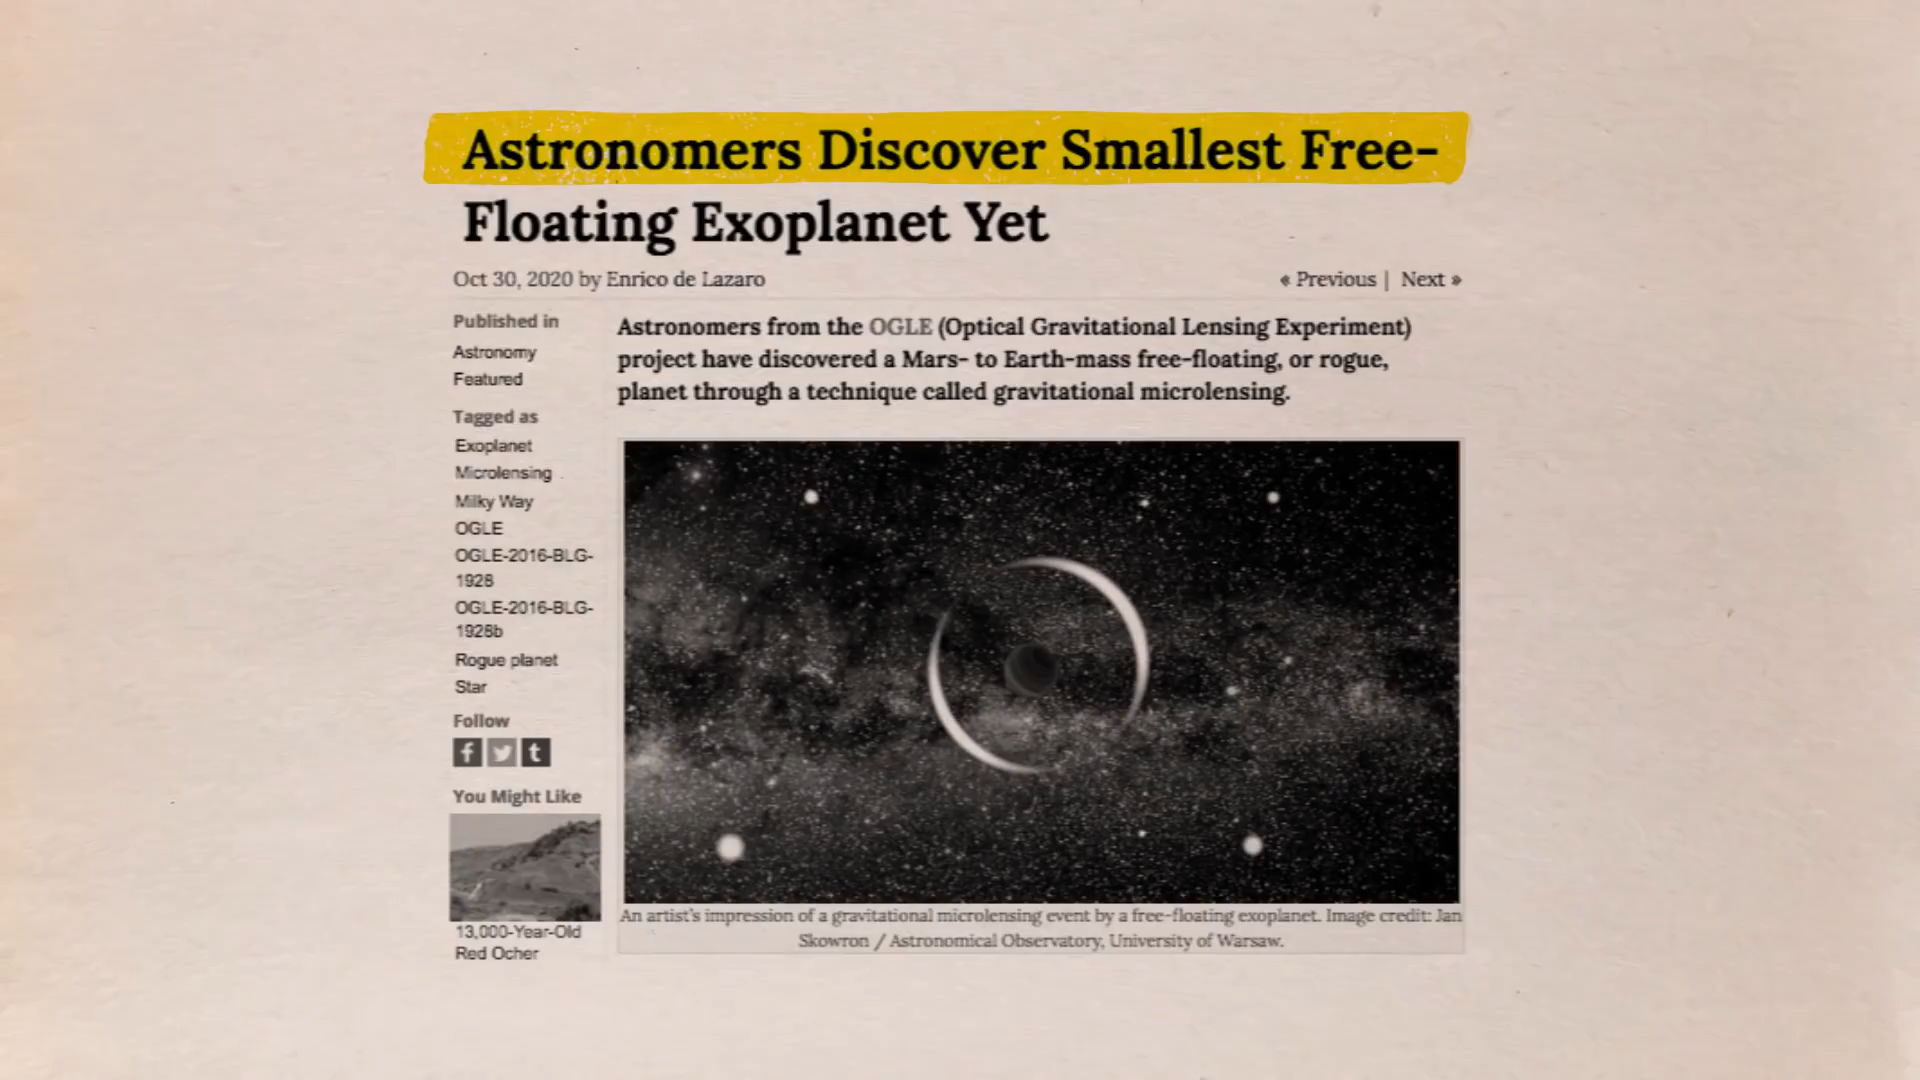 Astronomers Discover Smallest Free-
Floating Exoplanet Yet
Oct 30, 2020 by Enrico de Lazaro
« Previous | Next »
Published in
Astronomy
Featured
Tagged as
Exoplanet
Microlensing
Milky Way
OGLE
OGLE-2016-BLG-
1928
OGLE-2016-BLG-
1928b
Rogue planet
Star
Follow
f t
You Might Like
13,000-Year-Old
Red Ocher
Astronomers from the OGLE (Optical Gravitational Lensing Experiment)
project have discovered a Mars- to Earth-mass free-floating, or rogue,
planet through a technique called gravitational microlensing.
An artist's impression of a gravitational microlensing event by a free-floating exoplanet. Image credit: Jan
Skowron / Astronomical Observatory, University of Warsaw.